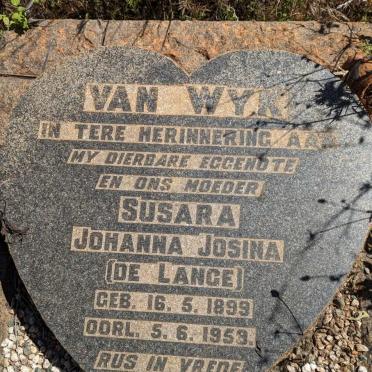 VAN WYK
IN TERE HERINNERING AAN
MY DIERBARE EGGENOTE
EN ONS MOEDER
SUSARA
JOHANNA JOSINA
(DE LANGE)
GEB. 16. 5. 1899
OORL. 5. 6. 1953.
RUS IN VREDE